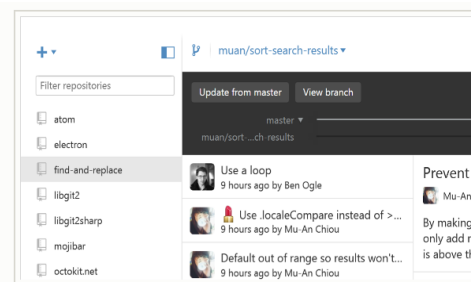 muan/sort-search-results
Filter repositories
atom
electron
find-and-replace
libgit2
libgit2sharp
mojibar
octokit.net
Update from master
View branch
master
muan/sort-...ch-results
Use a loop
9 hours ago by Ben Ogle
Use .localeCompare instead of >...
9 hours ago by Mu-An Chiou
Default out of range so results won't...
9 hours ago by Mu-An Chiou
Prevent
Mu-An
By making
only add
is above